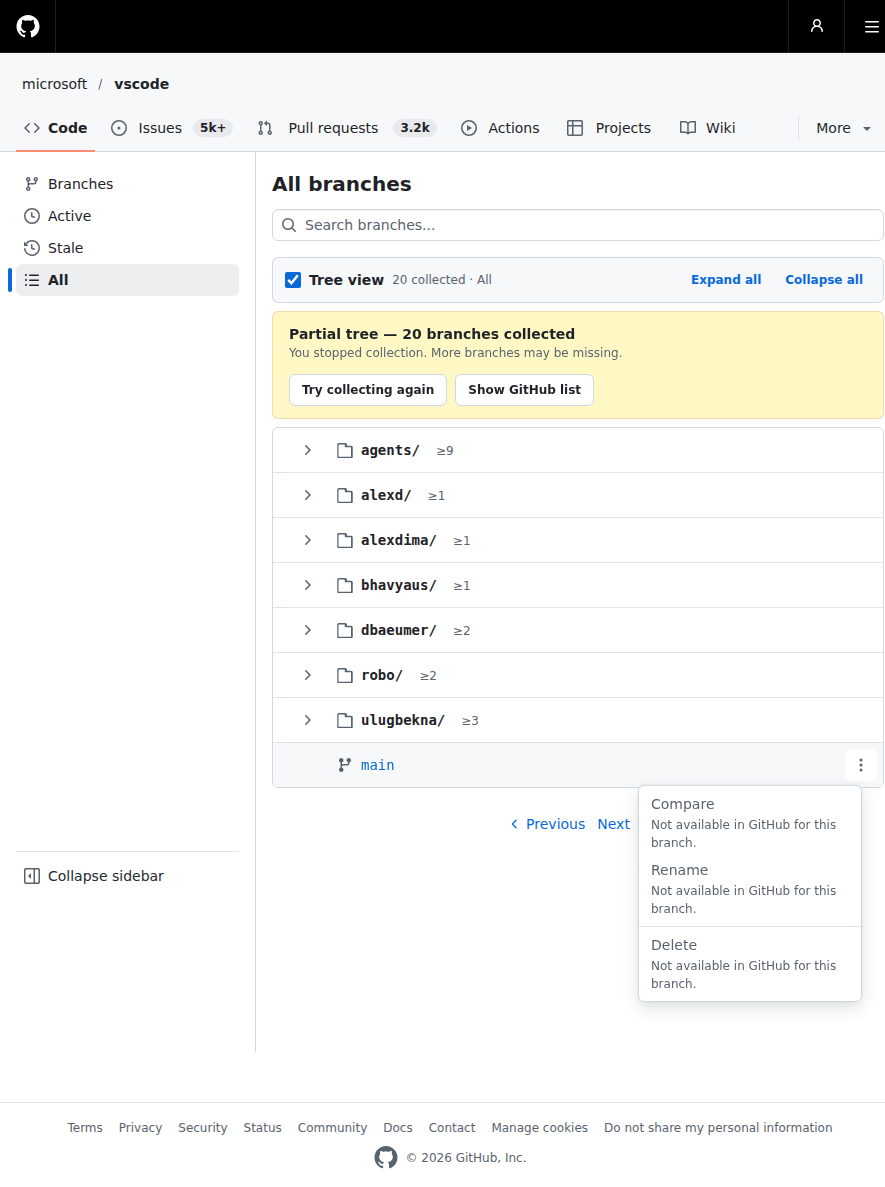 microsoft / vscode
Code Issues 5k+ Pull requests 3.2k Actions Projects Wiki More
Branches
Active
Stale
All
Collapse sidebar
All branches
Search branches...
Tree view 20 collected · All Expand all Collapse all
Partial tree — 20 branches collected
You stopped collection. More branches may be missing.
Try collecting again Show GitHub list
agents/ ≥9
alexd/ ≥1
alexdima/ ≥1
bhavyaus/ ≥1
dbaeumer/ ≥2
robo/ ≥2
ulugbekna/ ≥3
main
Previous Next
Compare
Not available in GitHub for this
branch.
Rename
Not available in GitHub for this
branch.
Delete
Not available in GitHub for this
branch.
Terms Privacy Security Status Community Docs Contact Manage cookies Do not share my personal information
© 2026 GitHub, Inc.